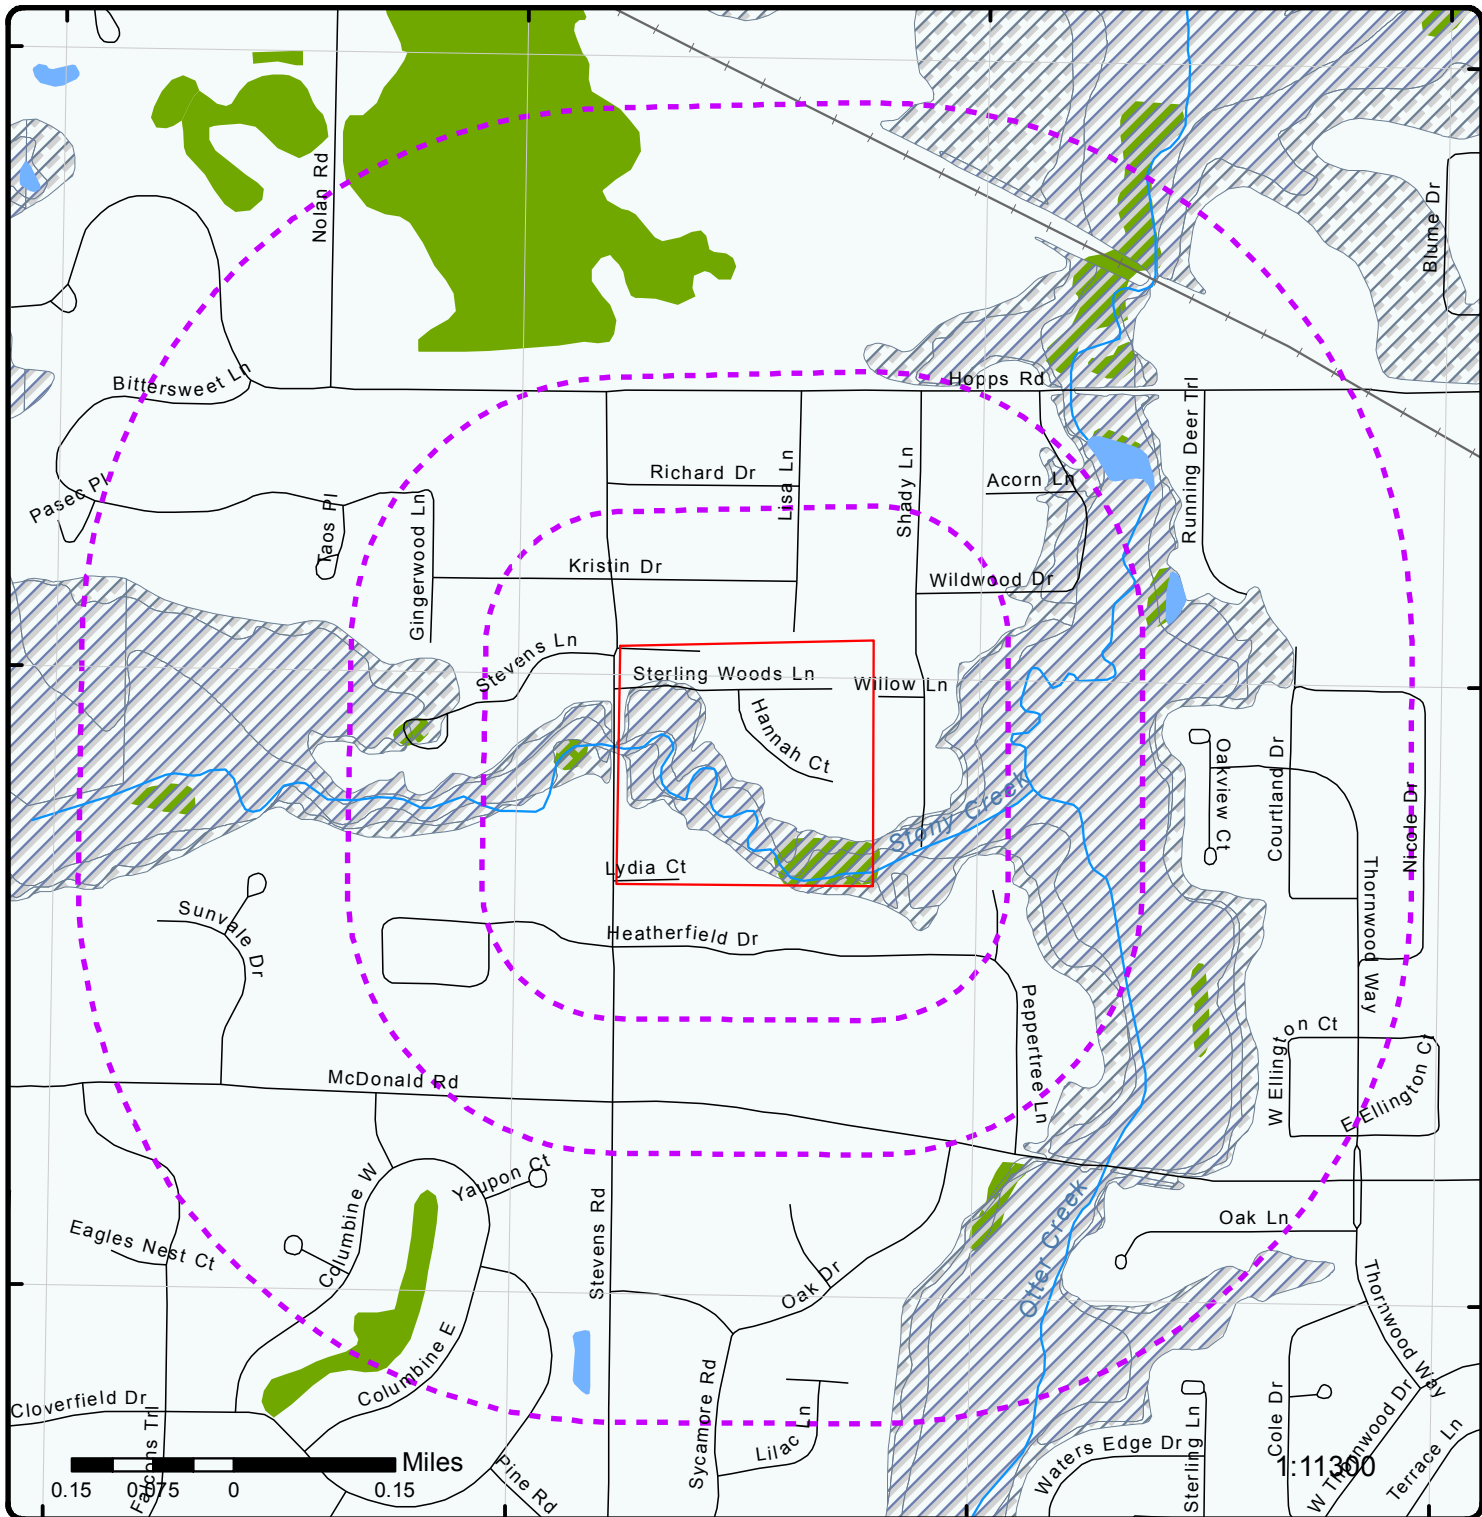 Nolan Rd
Blume Dr
Bittersweet Ln
Hopps Rd
Running Deer Trl
Richard Dr
Lisa Ln
Shady Ln
Acorn Ln
Pasec Pl
Taos Pl
Gingerwood Ln
Kristin Dr
Wildwood Dr
Stevens Ln
Sterling Woods Ln
Willow Ln
Hannah Ct
Oakview Ct
Courtland Dr
Nicole Dr
Stony Creek
Lydia Ct
Thornwood Way
Sunvale Dr
Heatherfield Dr
Peppertree Ln
W Ellington Ct
E Ellington Ct
McDonald Rd
Columbine W
Yaupon Ct
Eagles Nest Ct
Stevens Rd
Oak Dr
Otter Creek
Oak Ln
Thornwood Way
Columbine E
Cloverfield Dr
Falcons Trl
Sycamore Rd
Lilac Ln
Waters Edge Dr
Sterling Ln
Cole Dr
W Thornwood Dr
Terrace Ln
Pine Rd
Miles
0.15 0.075 0 0.15
1:11300